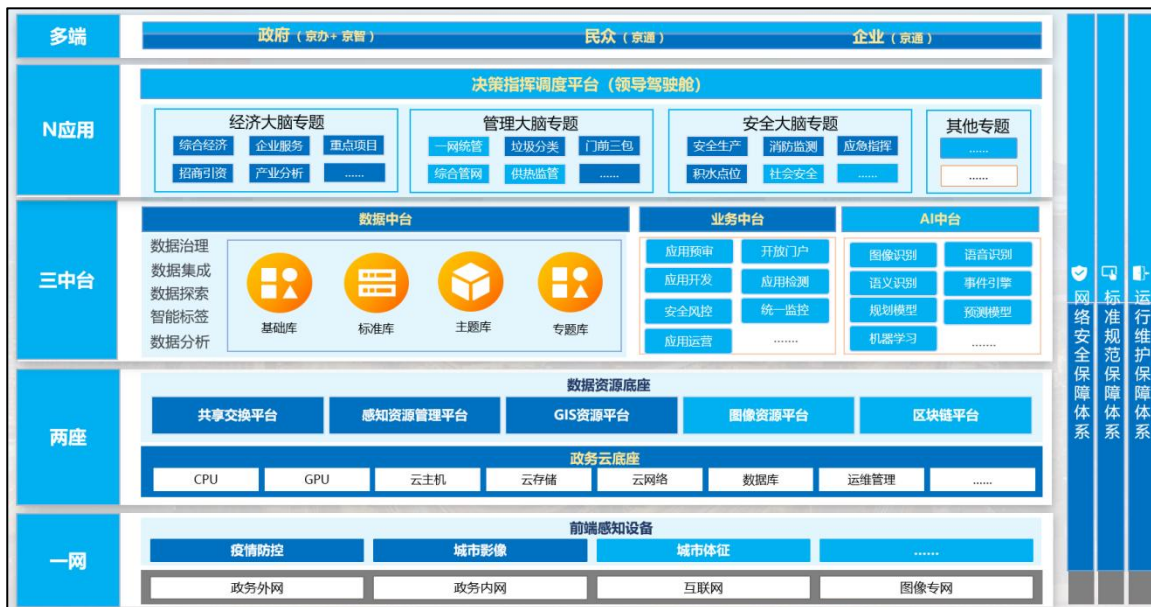 多端
政府（京办+京智）
民众（京通）
企业（京通）
N应用
决策指挥调度平台（领导驾驶舱）
经济大脑专题
综合经济 企业服务 重点项目
招商引资 产业分析 ......
管理大脑专题
一网统管 垃圾分类 门前三包
综合管网 供热监管 ......
安全大脑专题
安全生产 消防监测 应急指挥
积水点位 社会安全 ......
其他专题
......
......
三中台
数据中台
数据治理
数据集成
数据探索
智能标签
数据分析
基础库 标准库 主题库 专题库
业务中台
应用预审 开放门户
应用开发 应用检测
安全风控 统一监控
应用运营 .......
AI中台
图像识别 语音识别
语义识别 事件引擎
规划模型 预测模型
机器学习 .......
两座
数据资源底座
共享交换平台 感知资源管理平台 GIS资源平台 图像资源平台 区块链平台
政务云底座
CPU GPU 云主机 云存储 云网络 数据库 运维管理 ......
一网
前端感知设备
疫情防控 城市影像 城市体征 ......
政务外网 政务内网 互联网 图像专网
网络安全保障体系
标准规范保障体系
运行维护保障体系